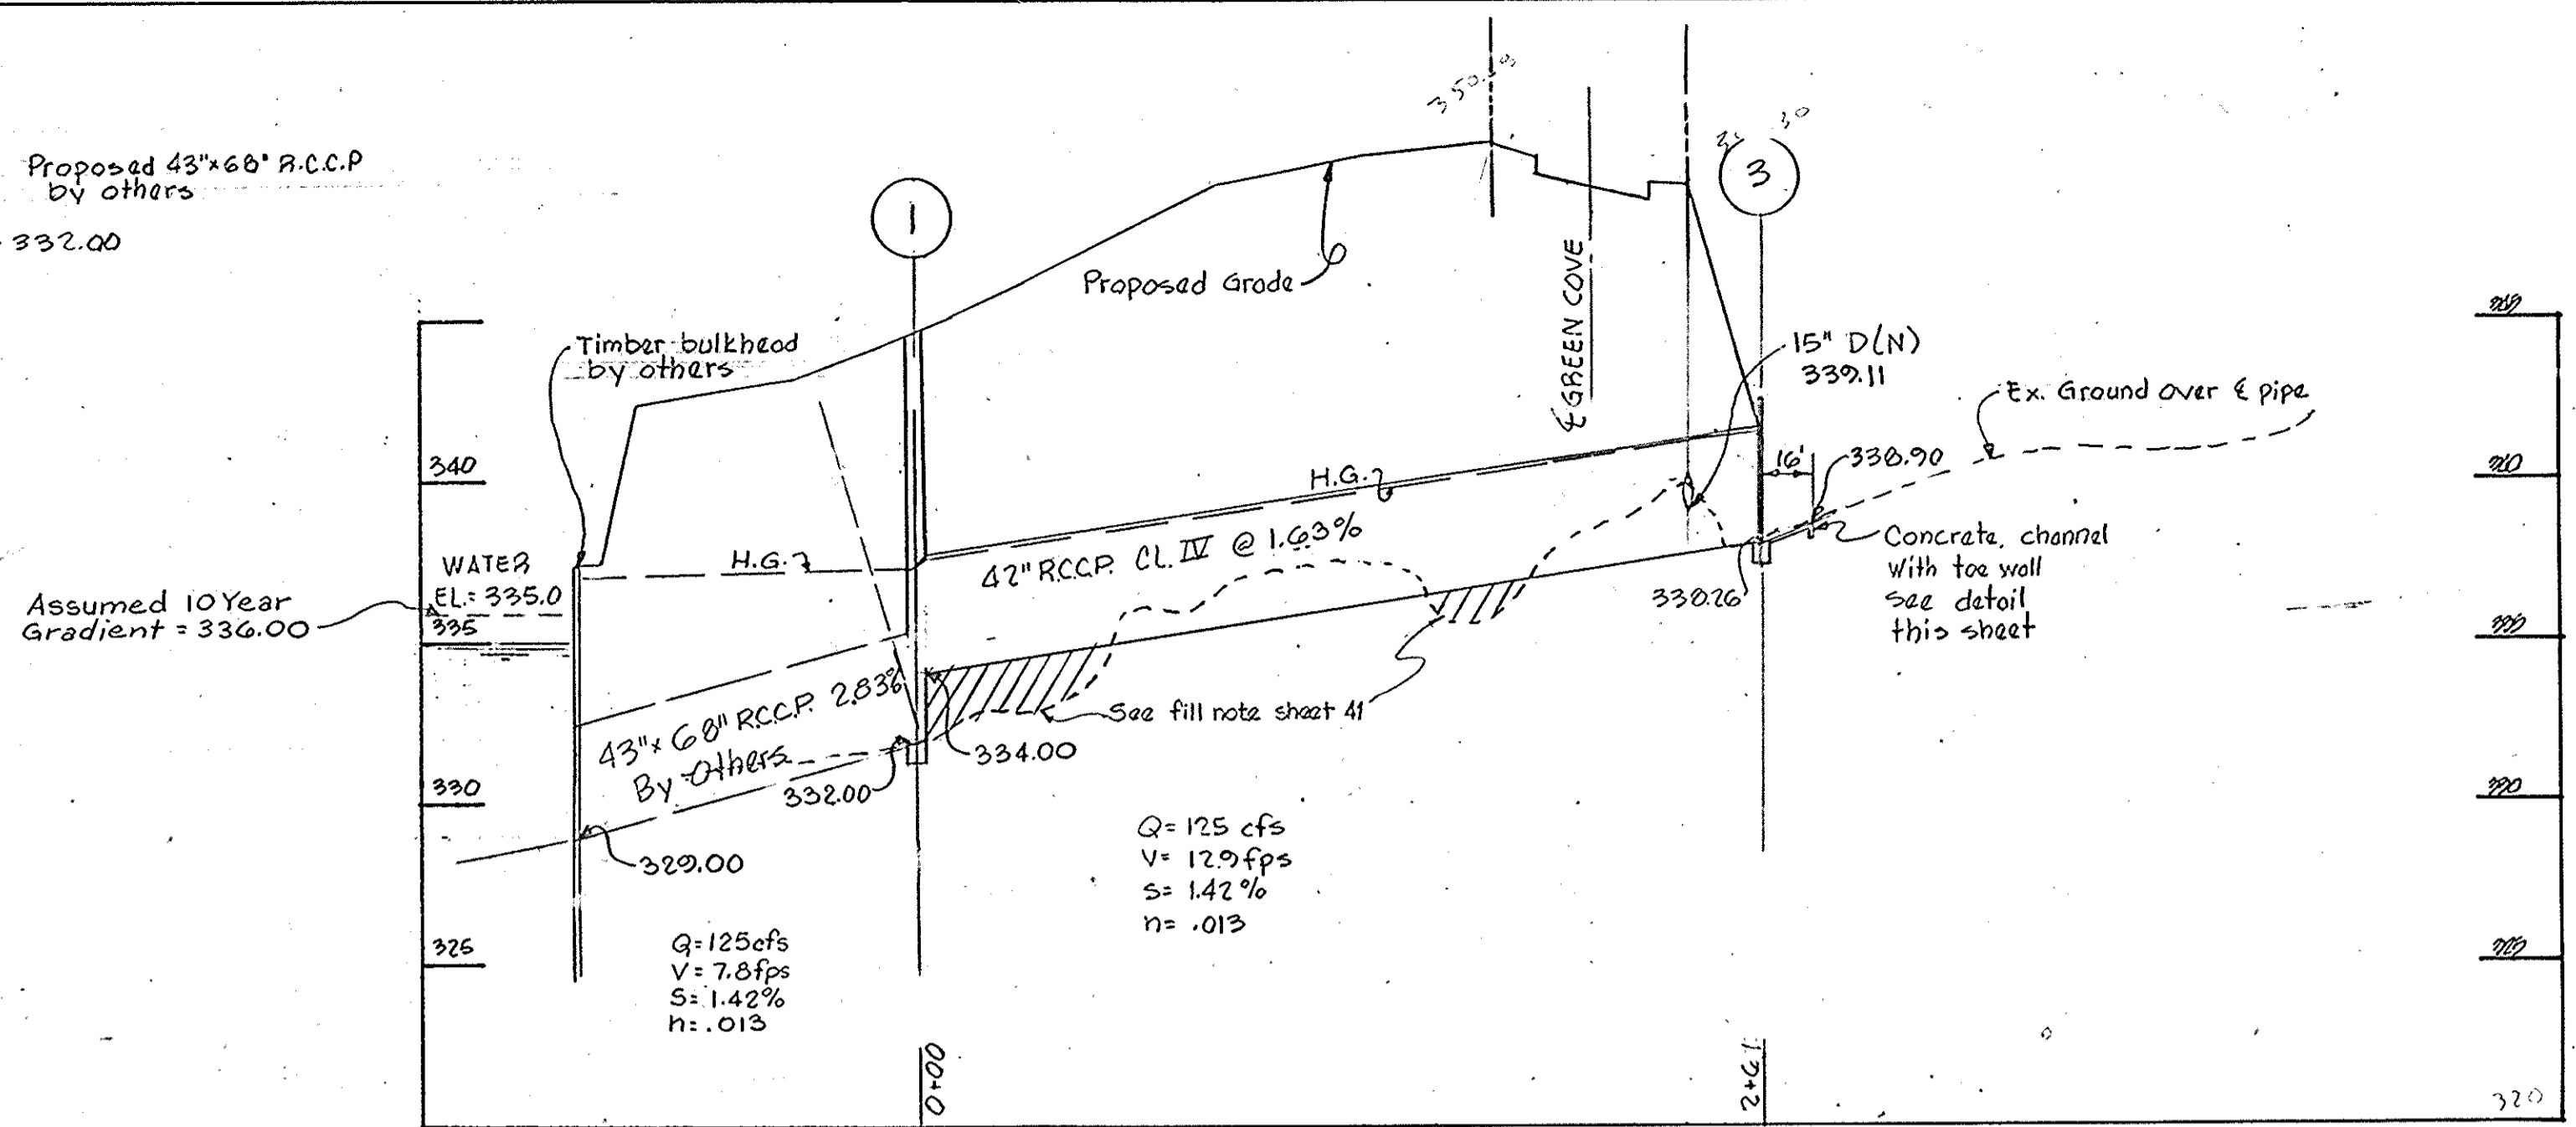 Proposed 43"x68" R.C.C.P
by others
332.00
1
3
Proposed Grade
Timber bulkhead
by others
℄ GREEN COVE
15" D(N)
339.11
Ex. Ground over ℄ pipe
340
H.G.
16'
338.90
WATER
EL.= 335.0
335
Assumed 10 Year
Gradient = 336.00
H.G.
42" R.C.C.P. CL. IV @ 1.63%
338.26
Concrete channel
with toe wall
see detail
this sheet
43"x 68" R.C.C.P. 2.83%
By Others
See fill note sheet 41
334.00
332.00
330
329.00
Q= 125 cfs
V= 12.9 fps
S= 1.42%
n= .013
325
Q=125cfs
V= 7.8fps
S= 1.42%
n= .013
0+00
2+61
320